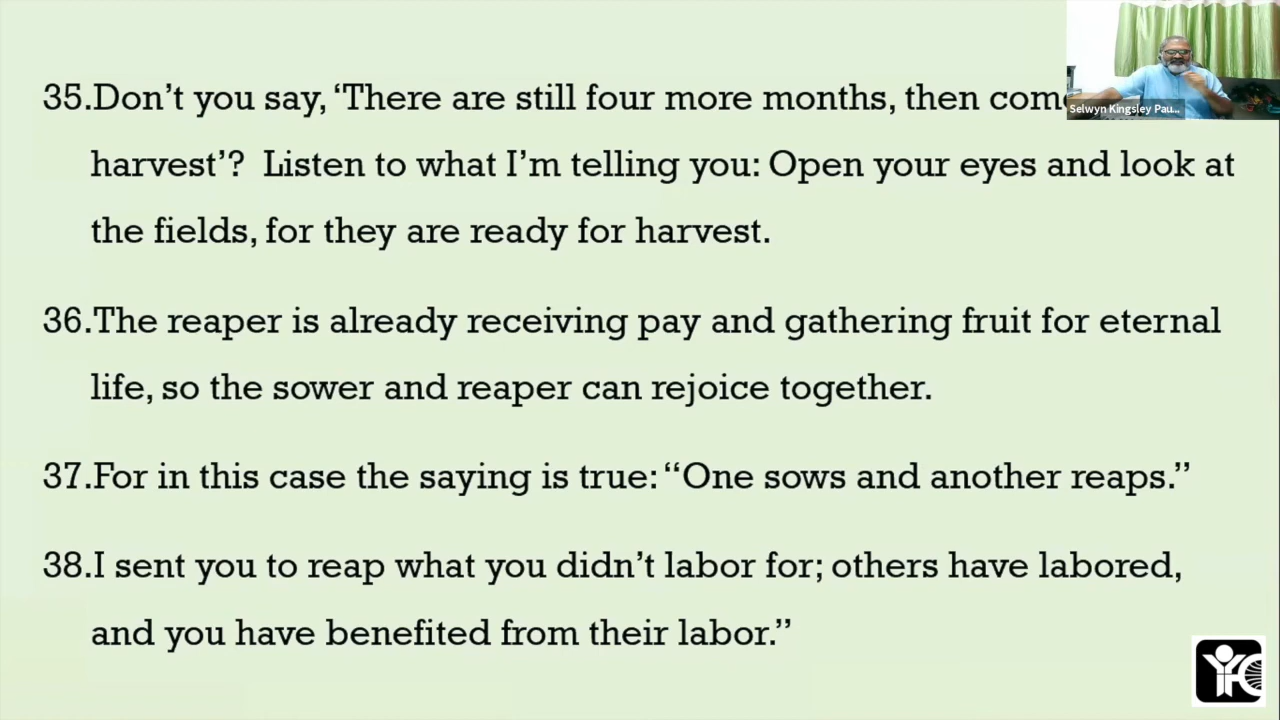 35.Don’t you say, ‘There are still four more months, then
harvest’?  Listen to what I’m telling you: Open your eyes and look at
the fields, for they are ready for harvest.
36.The reaper is already receiving pay and gathering fruit for eternal
life, so the sower and reaper can rejoice together.
37.For in this case the saying is true: “One sows and another reaps.”
38.I sent you to reap what you didn’t labor for; others have labored,
and you have benefited from their labor.”
Selwyn Kingsley Pau...
YFC